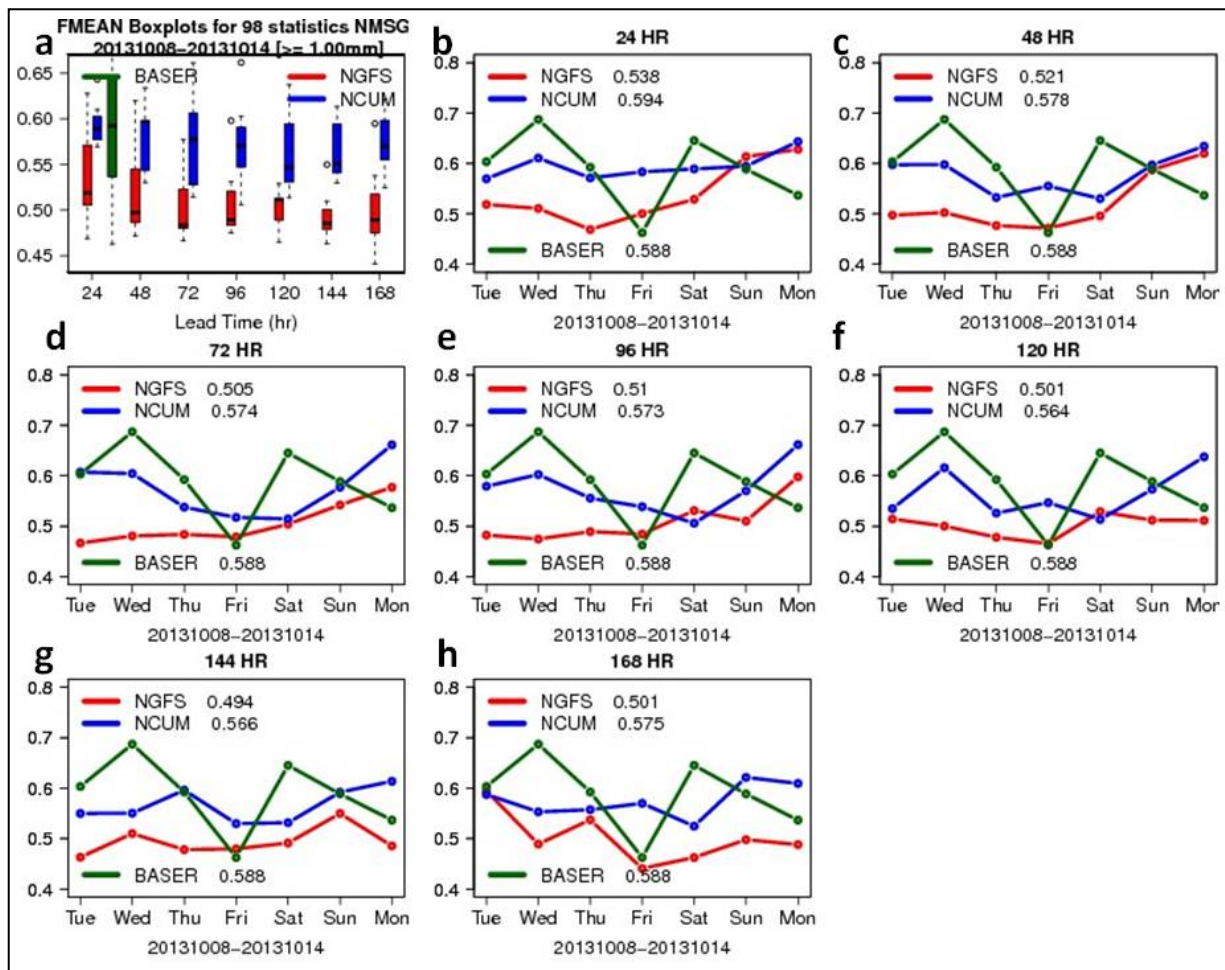 a
FMEAN Boxplots for 98 statistics NMSG
20131008-20131014 [>= 1.00mm]
BASER
NGFS
NCUM
0.65
0.60
0.55
0.50
0.45
24 48 72 96 120 144 168
Lead Time (hr)
b
24 HR
NGFS 0.538
NCUM 0.594
BASER 0.588
0.8
0.7
0.6
0.5
0.4
Tue Wed Thu Fri Sat Sun Mon
20131008-20131014
c
48 HR
NGFS 0.521
NCUM 0.578
BASER 0.588
0.8
0.7
0.6
0.5
0.4
Tue Wed Thu Fri Sat Sun Mon
20131008-20131014
d
72 HR
NGFS 0.505
NCUM 0.574
BASER 0.588
0.8
0.7
0.6
0.5
0.4
Tue Wed Thu Fri Sat Sun Mon
20131008-20131014
e
96 HR
NGFS 0.51
NCUM 0.573
BASER 0.588
0.8
0.7
0.6
0.5
0.4
Tue Wed Thu Fri Sat Sun Mon
20131008-20131014
f
120 HR
NGFS 0.501
NCUM 0.564
BASER 0.588
0.8
0.7
0.6
0.5
0.4
Tue Wed Thu Fri Sat Sun Mon
20131008-20131014
g
144 HR
NGFS 0.494
NCUM 0.566
BASER 0.588
0.8
0.7
0.6
0.5
0.4
Tue Wed Thu Fri Sat Sun Mon
20131008-20131014
h
168 HR
NGFS 0.501
NCUM 0.575
BASER 0.588
0.8
0.7
0.6
0.5
0.4
Tue Wed Thu Fri Sat Sun Mon
20131008-20131014